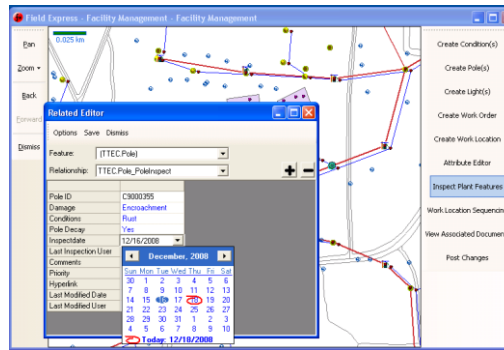 Field Express - Facility Management - Facility Management
Pan
Zoom
Back
Forward
Dismiss
0.025 km
Create Condition(s)
Create Pole(s)
Create Light(s)
Create Work Order
Create Work Location
Attribute Editor
Inspect Plant Features
Work Location Sequencin
View Associated Documen
Post Changes
Related Editor
Options Save Dismiss
Feature: (TTEC.Pole)
Relationship: TTEC.Pole_PoleInspect
Pole ID C9000355
Damage Encroachment
Conditions Rust
Pole Decay Yes
Inspectdate 12/16/2008
Last Inspection User
Comments
Priority
Hyperlink
Last Modified Date
Last Modified User
December, 2008
Sun Mon Tue Wed Thu Fri Sat
30 1 2 3 4 5 6
7 8 9 10 11 12 13
14 15 16 17 18 19 20
21 22 23 24 25 26 27
28 29 30 31 1 2 3
4 5 6 7 8 9 10
Today: 12/18/2008